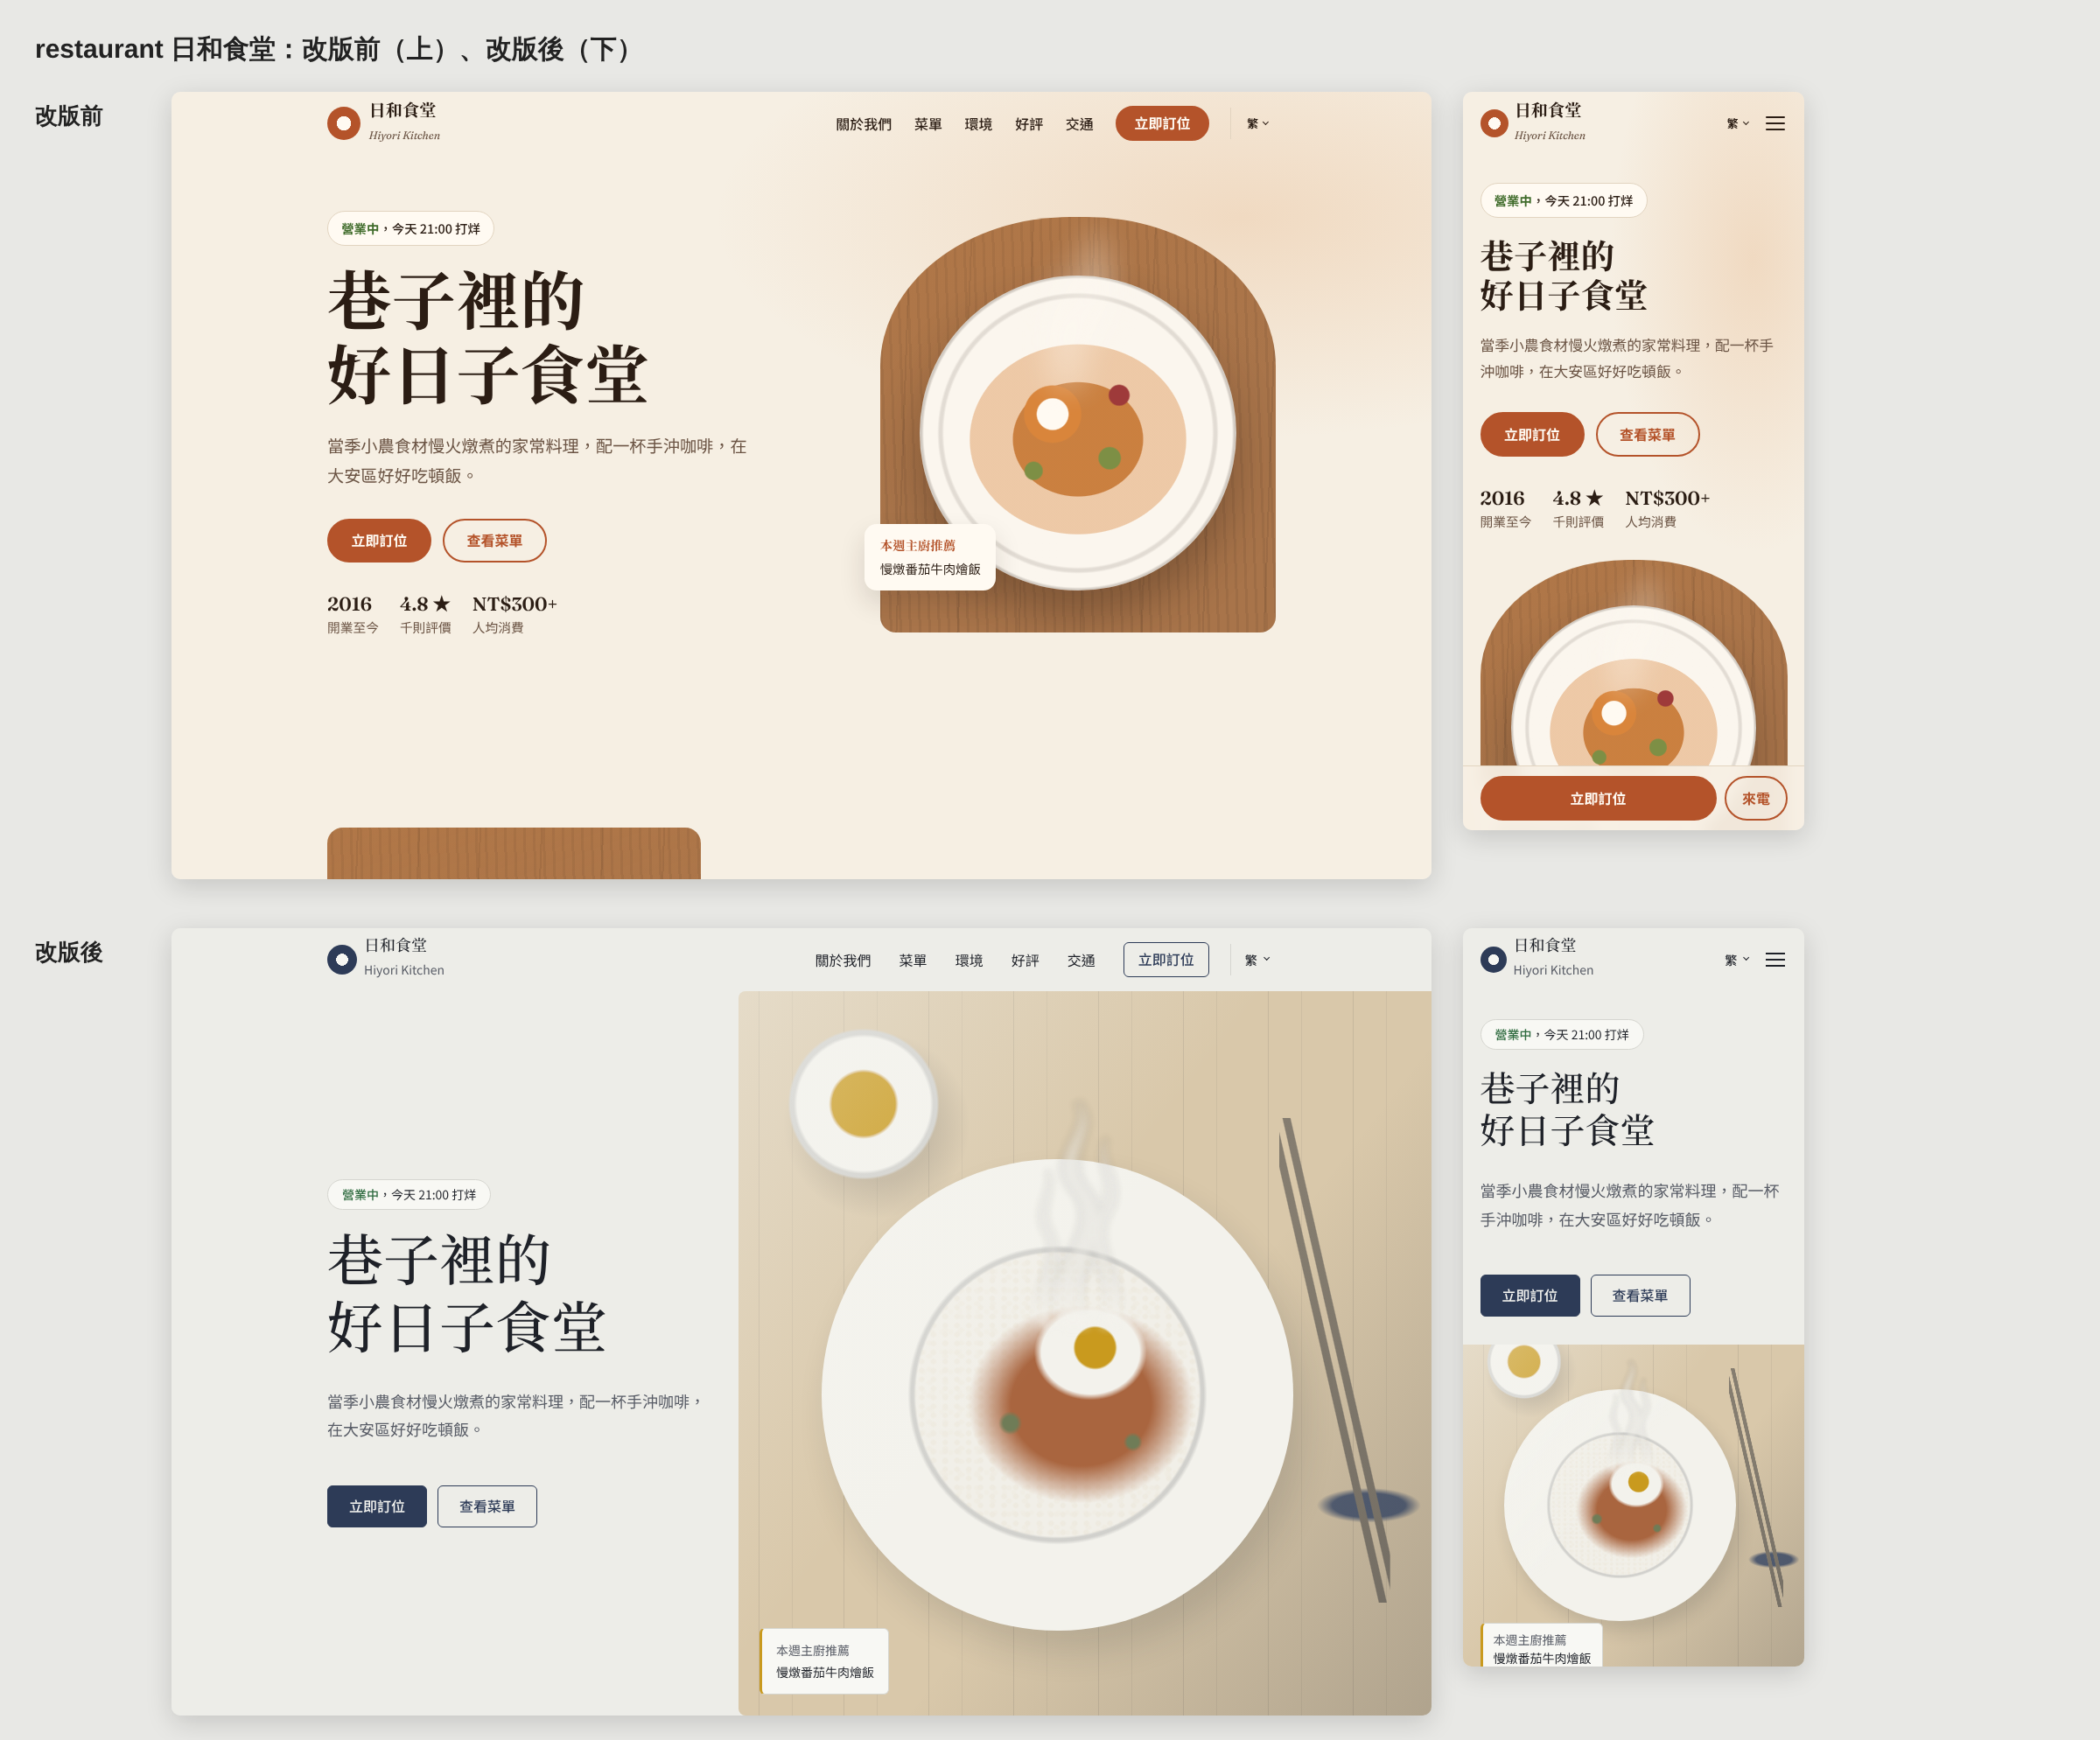 restaurant 日和食堂：改版前（上）、改版後（下）
改版前
日和食堂
Hiyori Kitchen
關於我們 菜單 環境 好評 交通 立即訂位 繁
營業中，今天 21:00 打烊
巷子裡的
好日子食堂
當季小農食材慢火燉煮的家常料理，配一杯手沖咖啡，在
大安區好好吃頓飯。
立即訂位 查看菜單
2016 4.8 ★ NT$300+
開業至今 千則評價 人均消費
本週主廚推薦
慢燉番茄牛肉燴飯
日和食堂
Hiyori Kitchen
繁
營業中，今天 21:00 打烊
巷子裡的
好日子食堂
當季小農食材慢火燉煮的家常料理，配一杯手
沖咖啡，在大安區好好吃頓飯。
立即訂位 查看菜單
2016 4.8 ★ NT$300+
開業至今 千則評價 人均消費
立即訂位 來電
改版後
日和食堂
Hiyori Kitchen
關於我們 菜單 環境 好評 交通 立即訂位 繁
營業中，今天 21:00 打烊
巷子裡的
好日子食堂
當季小農食材慢火燉煮的家常料理，配一杯手沖咖啡，
在大安區好好吃頓飯。
立即訂位 查看菜單
本週主廚推薦
慢燉番茄牛肉燴飯
日和食堂
Hiyori Kitchen
繁
營業中，今天 21:00 打烊
巷子裡的
好日子食堂
當季小農食材慢火燉煮的家常料理，配一杯
手沖咖啡，在大安區好好吃頓飯。
立即訂位 查看菜單
本週主廚推薦
慢燉番茄牛肉燴飯